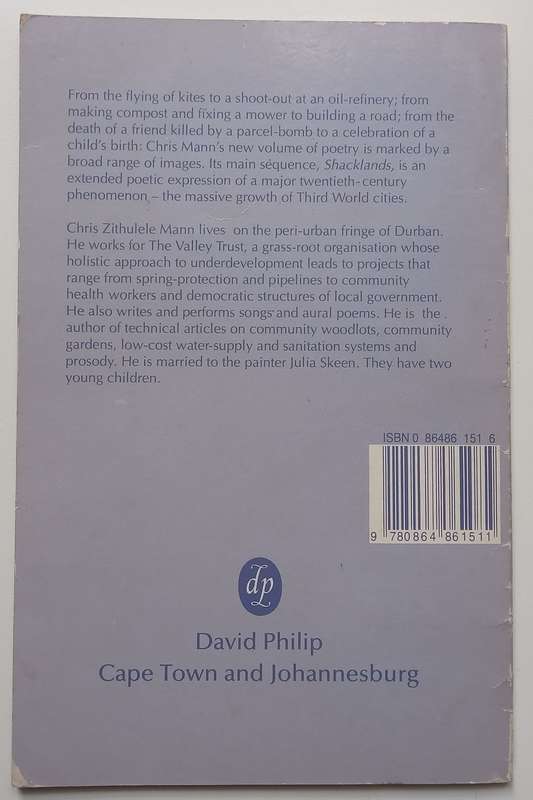 From the flying of kites to a shoot-out at an oil-refinery; from
making compost and fixing a mower to building a road; from the
death of a friend killed by a parcel-bomb to a celebration of a
child's birth: Chris Mann's new volume of poetry is marked by a
broad range of images. Its main sequence, Shacklands, is an
extended poetic expression of a major twentieth-century
phenomenon – the massive growth of Third World cities.
Chris Zithulele Mann lives on the peri-urban fringe of Durban.
He works for The Valley Trust, a grass-root organisation whose
holistic approach to underdevelopment leads to projects that
range from spring-protection and pipelines to community
health workers and democratic structures of local government.
He also writes and performs songs and aural poems. He is the
author of technical articles on community woodlots, community
gardens, low-cost water-supply and sanitation systems and
prosody. He is married to the painter Julia Skeen. They have two
young children.
ISBN 0 86486 151 6
9 780864 861511
dp
David Philip
Cape Town and Johannesburg